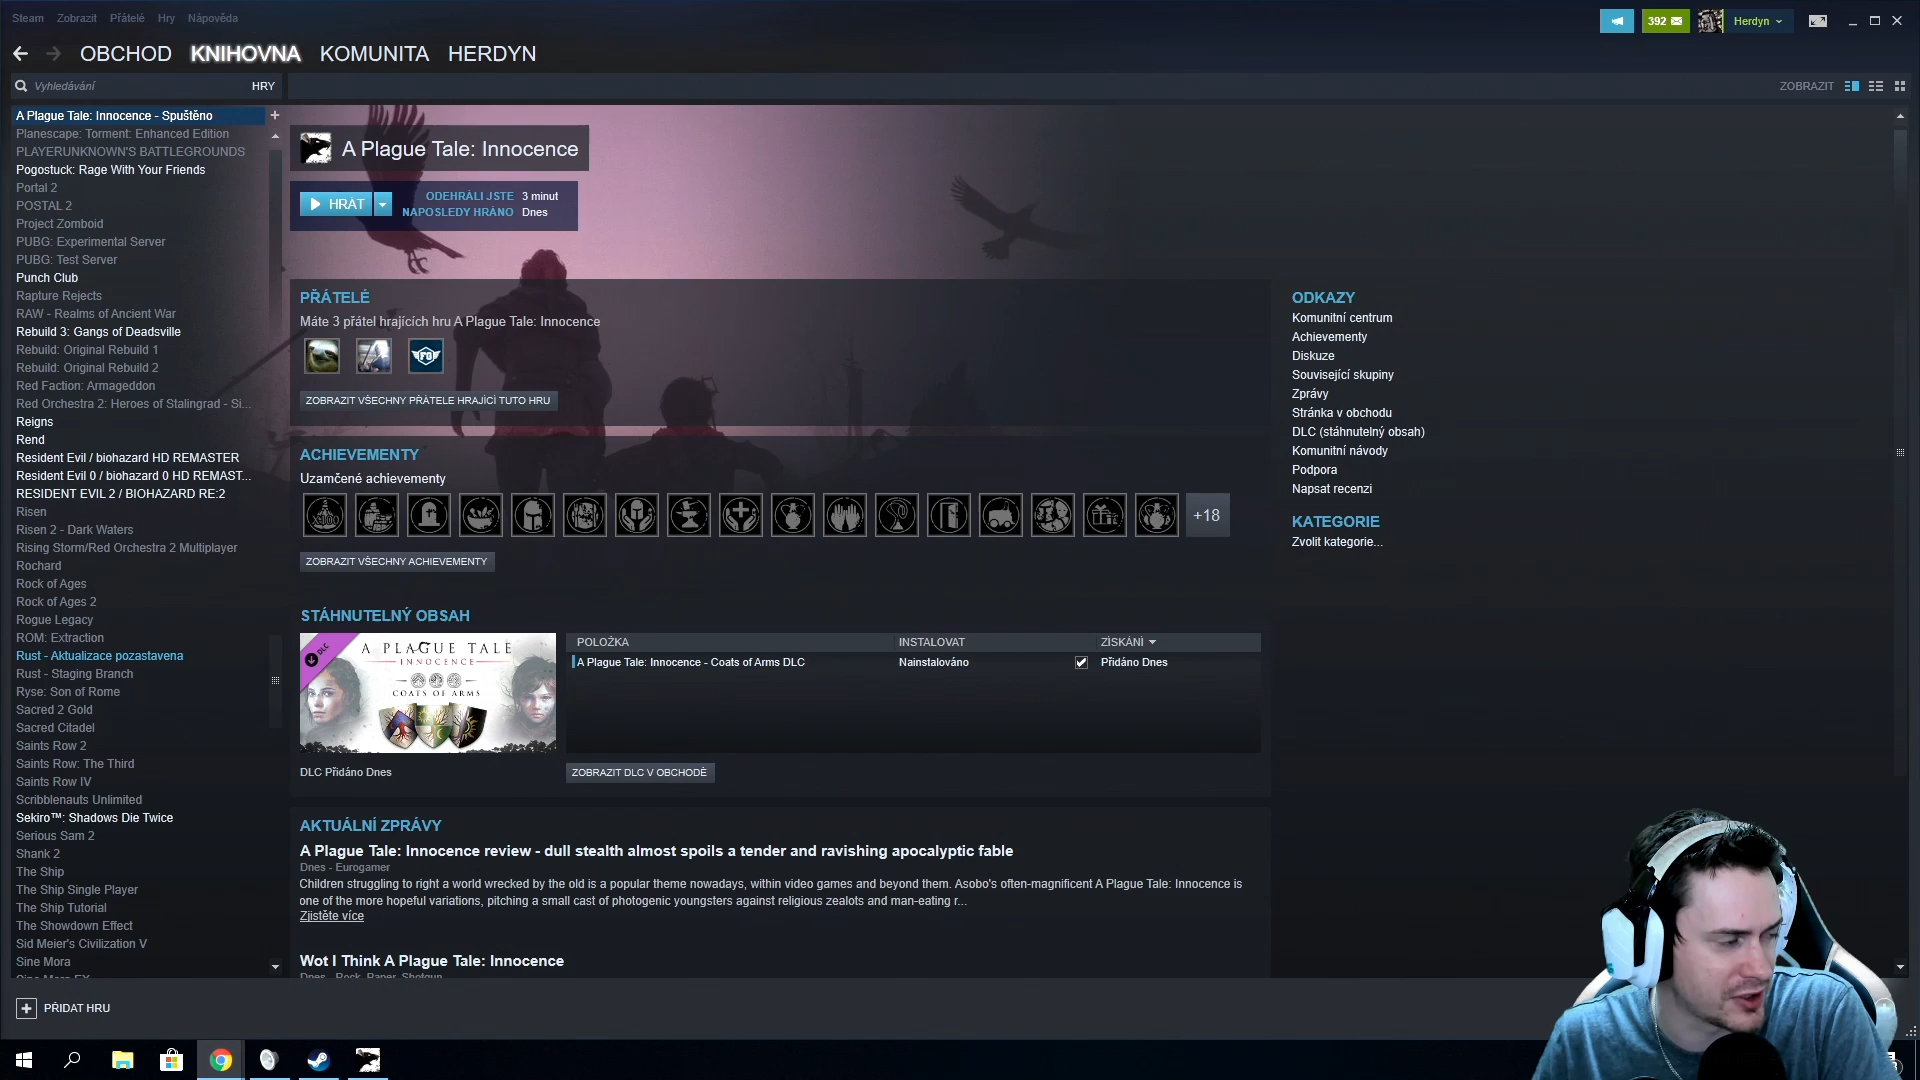 Steam Zobrazit Přátelé Hry Nápověda
392
Herdyn
OBCHOD KNIHOVNA KOMUNITA HERDYN
Vyhledávání HRY
ZOBRAZIT
A Plague Tale: Innocence - Spuštěno
Planescape: Torment: Enhanced Edition
PLAYERUNKNOWN'S BATTLEGROUNDS
Pogostuck: Rage With Your Friends
Portal 2
POSTAL 2
Project Zomboid
PUBG: Experimental Server
PUBG: Test Server
Punch Club
Rapture Rejects
RAW - Realms of Ancient War
Rebuild 3: Gangs of Deadsville
Rebuild: Original Rebuild 1
Rebuild: Original Rebuild 2
Red Faction: Armageddon
Red Orchestra 2: Heroes of Stalingrad - Si...
Reigns
Rend
Resident Evil / biohazard HD REMASTER
Resident Evil 0 / biohazard 0 HD REMAST...
RESIDENT EVIL 2 / BIOHAZARD RE:2
Risen
Risen 2 - Dark Waters
Rising Storm/Red Orchestra 2 Multiplayer
Rochard
Rock of Ages
Rock of Ages 2
Rogue Legacy
ROM: Extraction
Rust - Aktualizace pozastavena
Rust - Staging Branch
Ryse: Son of Rome
Sacred 2 Gold
Sacred Citadel
Saints Row 2
Saints Row: The Third
Saints Row IV
Scribblenauts Unlimited
Sekiro™: Shadows Die Twice
Serious Sam 2
Shank 2
The Ship
The Ship Single Player
The Ship Tutorial
The Showdown Effect
Sid Meier's Civilization V
Sine Mora
Sine Mora EX
PŘIDAT HRU
A Plague Tale: Innocence
HRÁT
ODEHRÁLI JSTE 3 minut
NAPOSLEDY HRÁNO Dnes
PŘÁTELÉ
Máte 3 přátel hrajících hru A Plague Tale: Innocence
FG
ZOBRAZIT VŠECHNY PŘÁTELE HRAJÍCÍ TUTO HRU
ACHIEVEMENTY
Uzamčené achievementy
X100
+18
ZOBRAZIT VŠECHNY ACHIEVEMENTY
STÁHNUTELNÝ OBSAH
DLC
A PLAGUE TALE
INNOCENCE
COATS OF ARMS
POLOŽKA INSTALOVAT ZÍSKÁNÍ
A Plague Tale: Innocence - Coats of Arms DLC Nainstalováno Přidáno Dnes
DLC Přidáno Dnes
ZOBRAZIT DLC V OBCHODĚ
AKTUÁLNÍ ZPRÁVY
A Plague Tale: Innocence review - dull stealth almost spoils a tender and ravishing apocalyptic fable
Dnes - Eurogamer
Children struggling to right a world wrecked by the old is a popular theme nowadays, within video games and beyond them. Asobo's often-magnificent A Plague Tale: Innocence is
one of the more hopeful variations, pitching a small cast of photogenic youngsters against religious zealots and man-eating r...
Zjistěte více
Wot I Think A Plague Tale: Innocence
Dnes - Rock, Paper, Shotgun
ODKAZY
Komunitní centrum
Achievementy
Diskuze
Související skupiny
Zprávy
Stránka v obchodu
DLC (stáhnutelný obsah)
Komunitní návody
Podpora
Napsat recenzi
KATEGORIE
Zvolit kategorie...